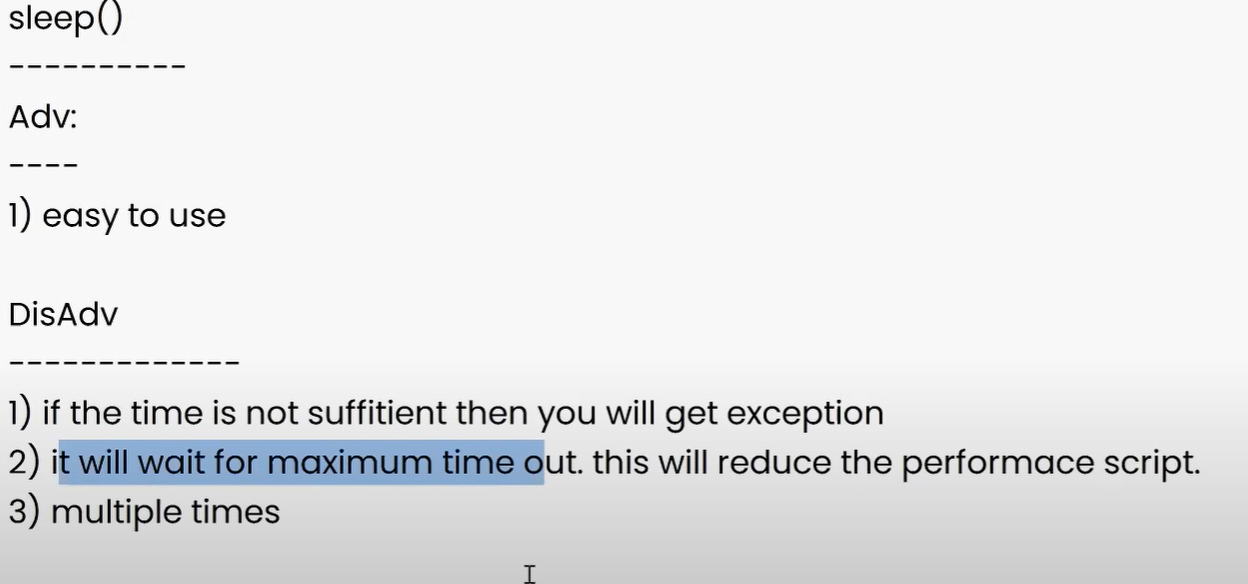 sleep()
----------
Adv:
----
1) easy to use
DisAdv
-------------
1) if the time is not suffitient then you will get exception
2) it will wait for maximum time out. this will reduce the performace script.
3) multiple times